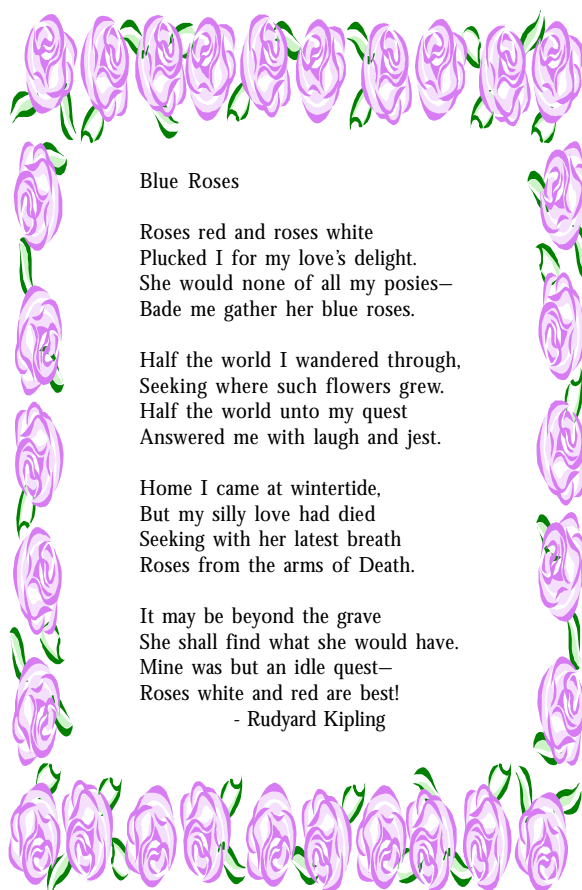 Blue Roses

Roses red and roses white
Plucked I for my love's delight.
She would none of all my posies—
Bade me gather her blue roses.

Half the world I wandered through,
Seeking where such flowers grew.
Half the world unto my quest
Answered me with laugh and jest.

Home I came at wintertide,
But my silly love had died
Seeking with her latest breath
Roses from the arms of Death.

It may be beyond the grave
She shall find what she would have.
Mine was but an idle quest—
Roses white and red are best!
- Rudyard Kipling